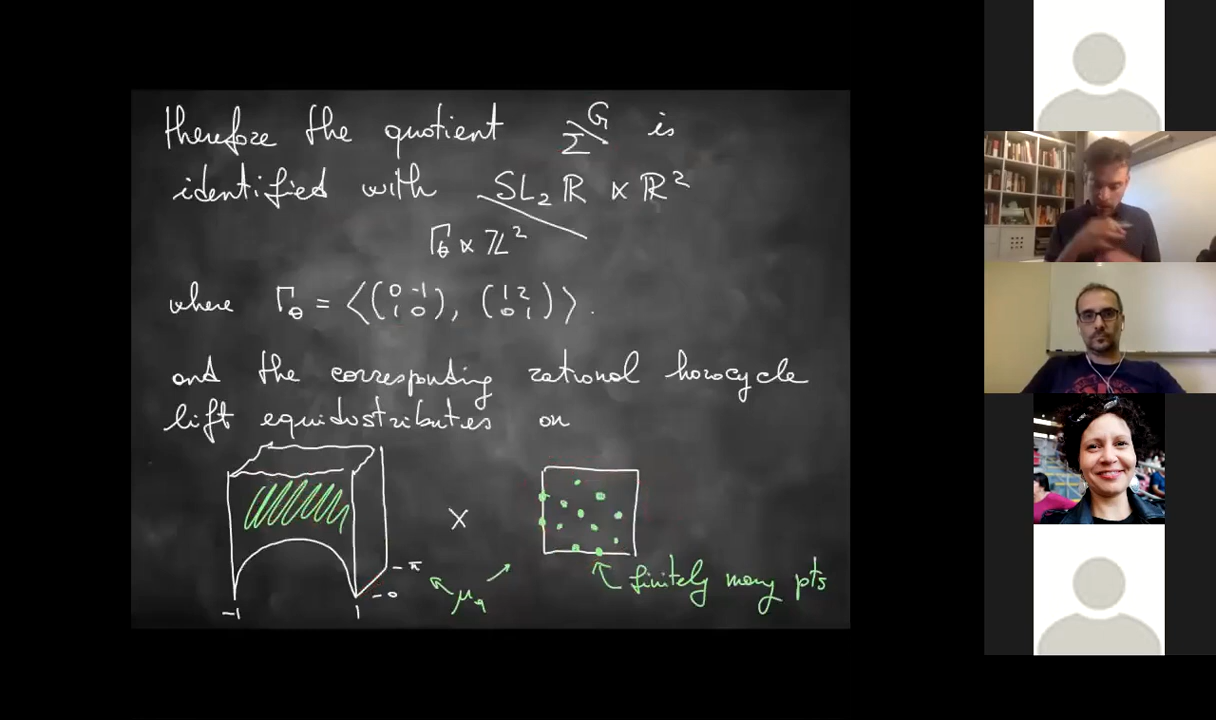 therefore the quotient Σ\G is
identified with SL₂ℝ ⋉ ℝ²
Γθ ⋉ ℤ²
where Γθ = ⟨(0 -1 1 0), (1 2 0 1)⟩.
and the corresponding rational horocycle
lift equidistributes on
×
-π
-0
-1
1
μ
finitely many pts